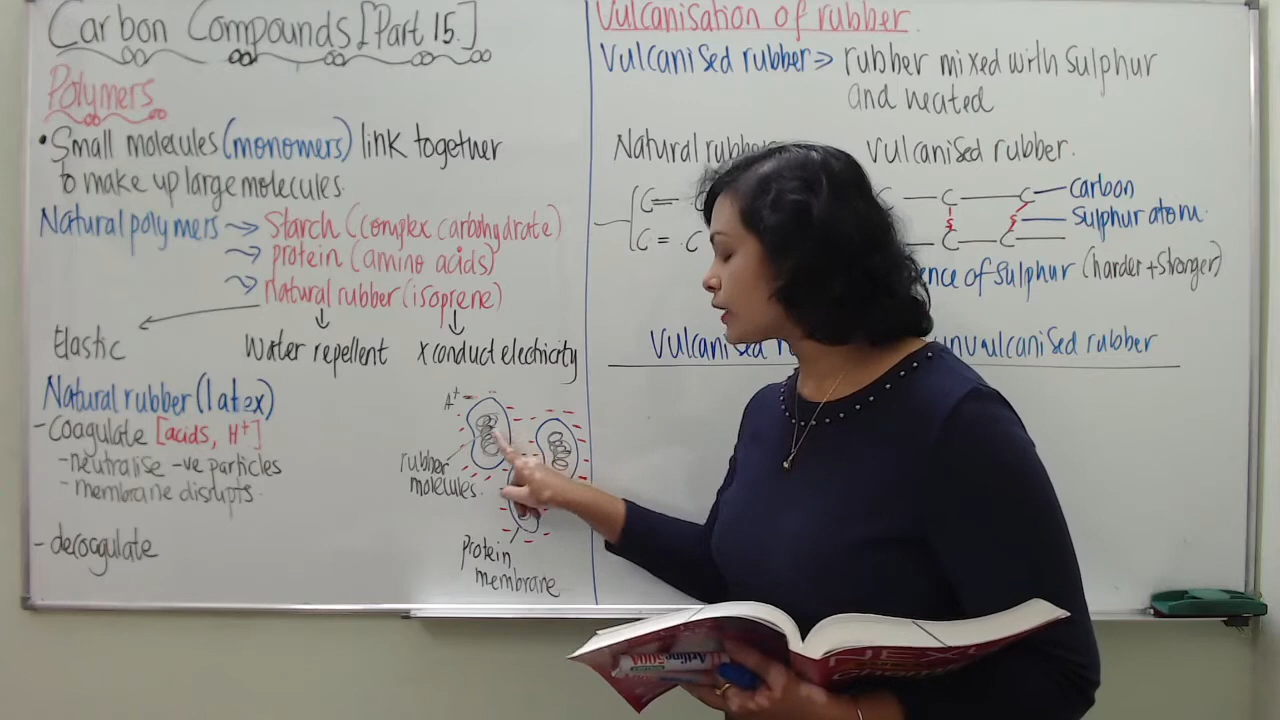 Carbon Compounds [Part 15.]
Polymers
• Small molecules (monomers) link together
to make up large molecules.
Natural polymers → Starch (complex carbohydrate)
→ protein (amino acids)
→ natural rubber (isoprene)
Elastic
Water repellent
x conduct electricity
Natural rubber (latex)
- Coagulate [acids, H+]
- neutralise -ve particles
- membrane disrupts.
- decoagulate
A+
rubber
molecules.
protein
membrane
Vulcanisation of rubber.
Vulcanised rubber => rubber mixed with Sulphur
and heated
Natural rubber
Vulcanised rubber.
C =
C = C
C — C — C — carbon
S S — Sulphur atom.
C — C
of Sulphur (harder + stronger)
Vulcanised
unvulcanised rubber
Artline 500A
NEXU